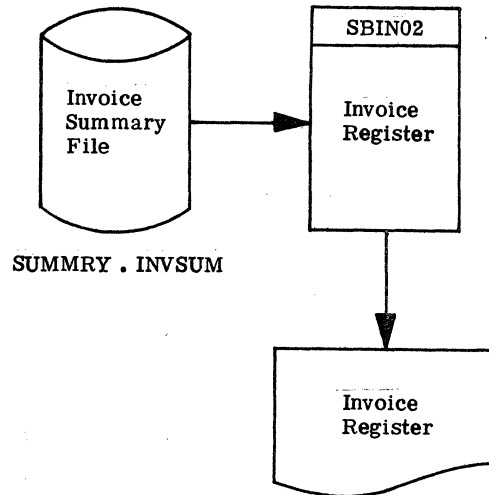 Invoice
Summary
File
SUMMRY . INVSUM
SBIN02
Invoice
Register
Invoice
Register